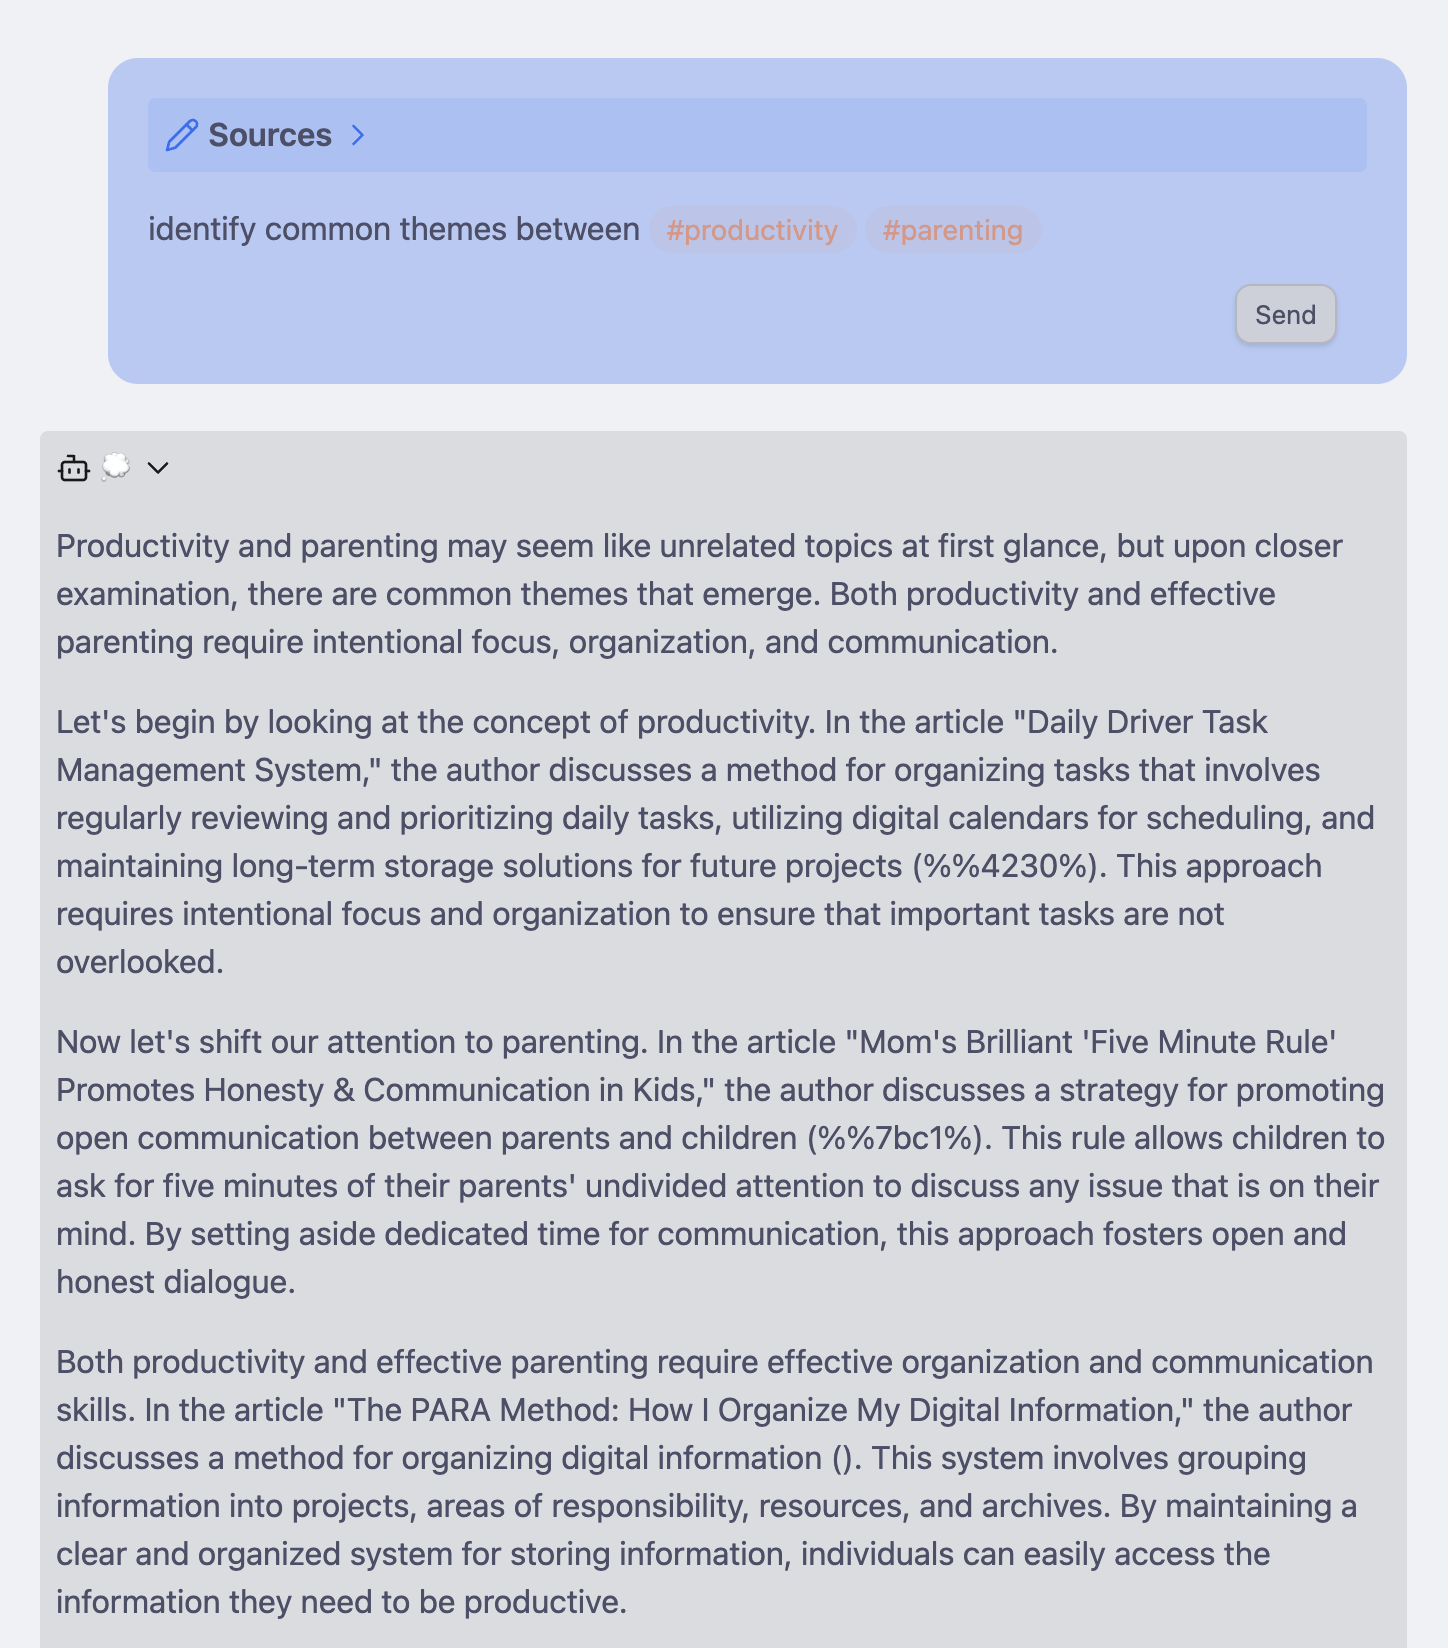 Sources
identify common themes between #productivity #parenting
Send
Productivity and parenting may seem like unrelated topics at first glance, but upon closer
examination, there are common themes that emerge. Both productivity and effective
parenting require intentional focus, organization, and communication.
Let's begin by looking at the concept of productivity. In the article "Daily Driver Task
Management System," the author discusses a method for organizing tasks that involves
regularly reviewing and prioritizing daily tasks, utilizing digital calendars for scheduling, and
maintaining long-term storage solutions for future projects (%%4230%). This approach
requires intentional focus and organization to ensure that important tasks are not
overlooked.
Now let's shift our attention to parenting. In the article "Mom's Brilliant 'Five Minute Rule'
Promotes Honesty & Communication in Kids," the author discusses a strategy for promoting
open communication between parents and children (%%7bc1%). This rule allows children to
ask for five minutes of their parents' undivided attention to discuss any issue that is on their
mind. By setting aside dedicated time for communication, this approach fosters open and
honest dialogue.
Both productivity and effective parenting require effective organization and communication
skills. In the article "The PARA Method: How I Organize My Digital Information," the author
discusses a method for organizing digital information (). This system involves grouping
information into projects, areas of responsibility, resources, and archives. By maintaining a
clear and organized system for storing information, individuals can easily access the
information they need to be productive.